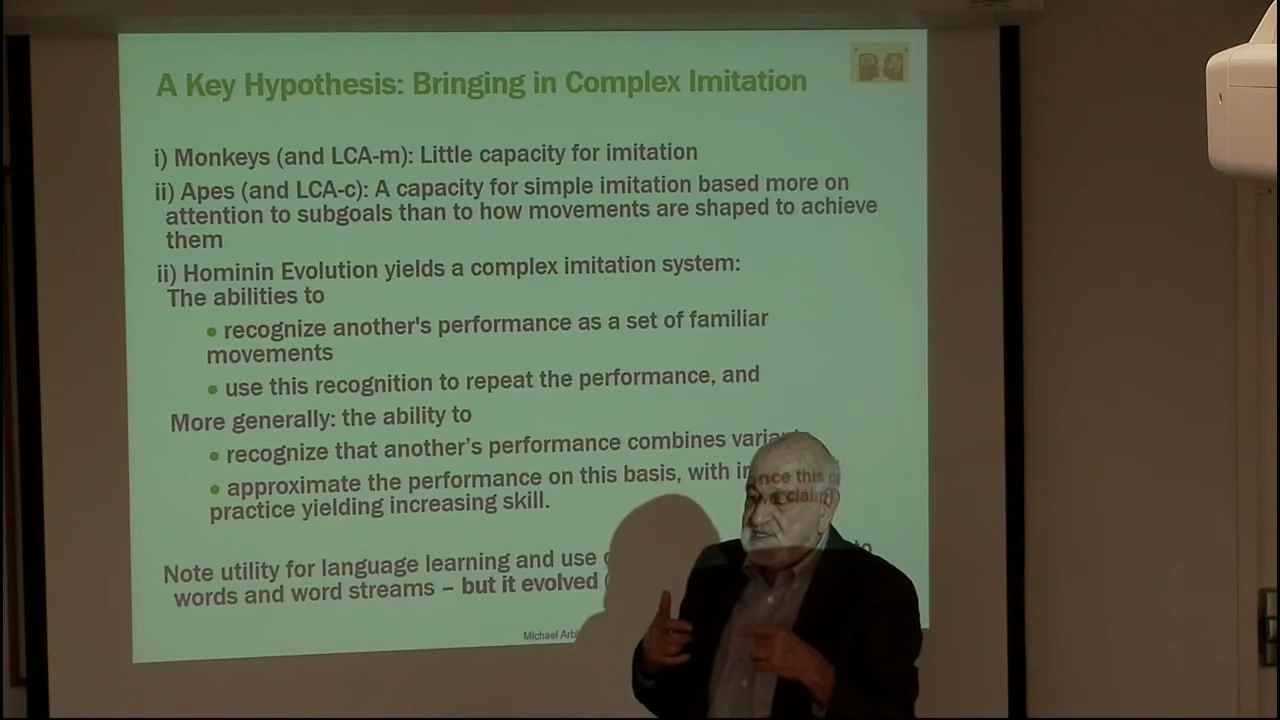 A Key Hypothesis: Bringing in Complex Imitation
i) Monkeys (and LCA-m): Little capacity for imitation
ii) Apes (and LCA-c): A capacity for simple imitation based more on
attention to subgoals than to how movements are shaped to achieve
them
ii) Hominin Evolution yields a complex imitation system:
The abilities to
• recognize another's performance as a set of familiar
movements
• use this recognition to repeat the performance, and
More generally: the ability to
• recognize that another's performance combines
• approximate the performance on this basis, with
practice yielding increasing skill.
nce this
claim
Note utility for language learning and use
words and word streams – but it evolved
Michael